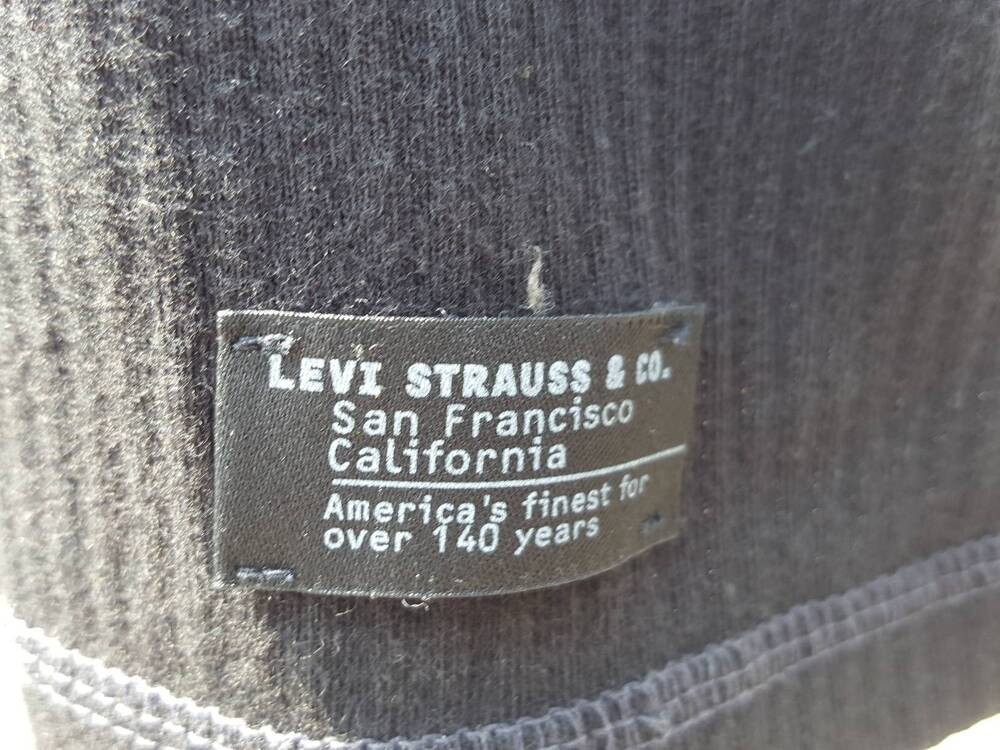 LEVI STRAUSS & CO.
San Francisco
California
America's finest for
over 140 years